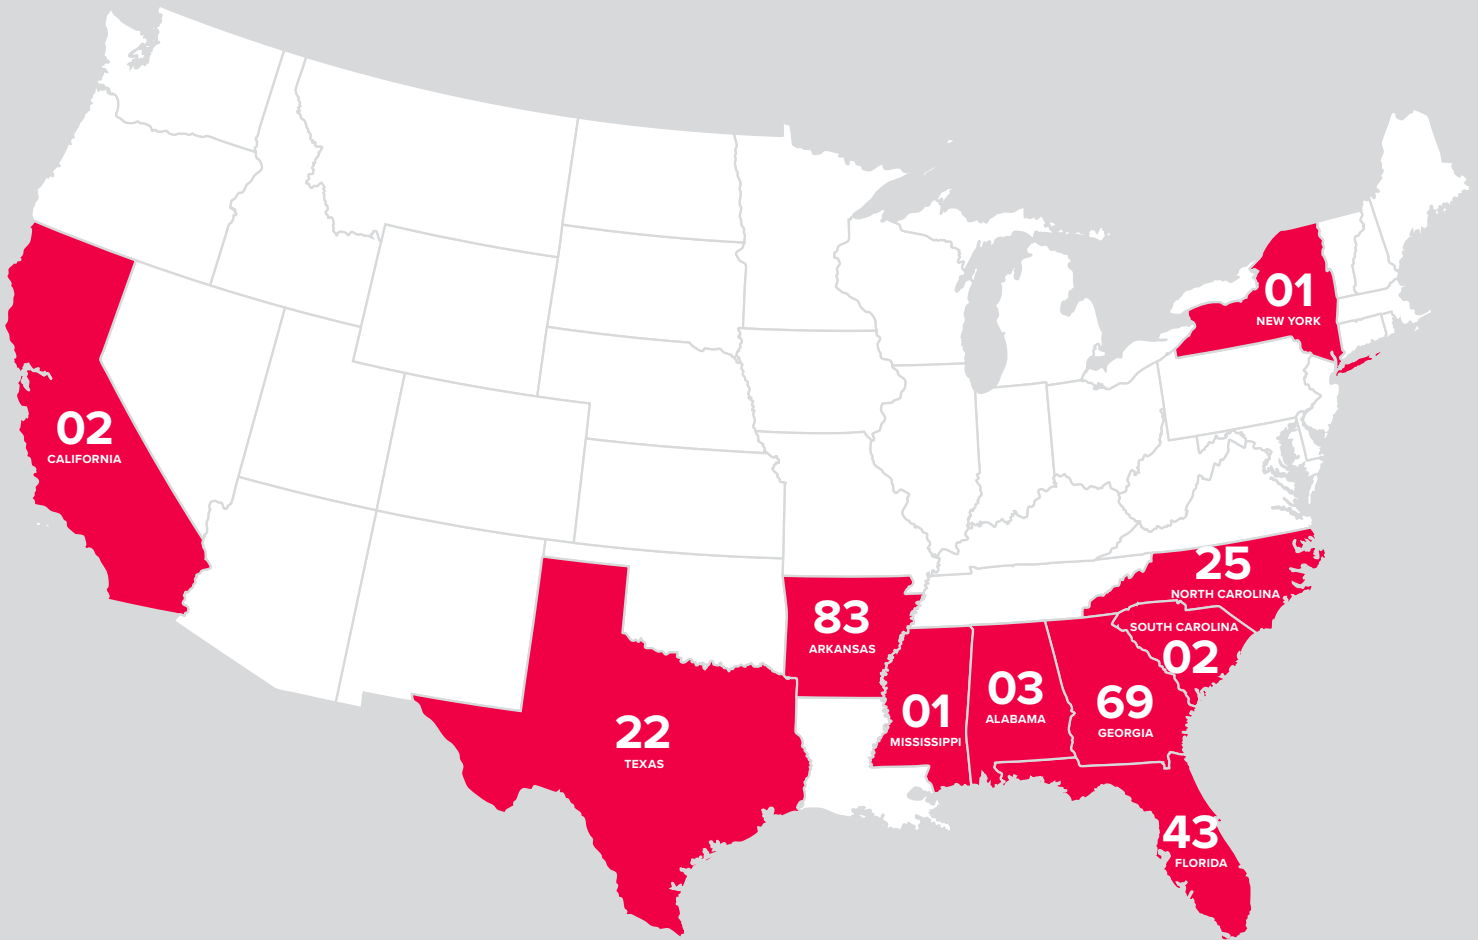 01
NEW YORK
02
CALIFORNIA
25
NORTH CAROLINA
83
ARKANSAS
SOUTH CAROLINA
02
01
MISSISSIPPI
03
ALABAMA
69
GEORGIA
22
TEXAS
43
FLORIDA